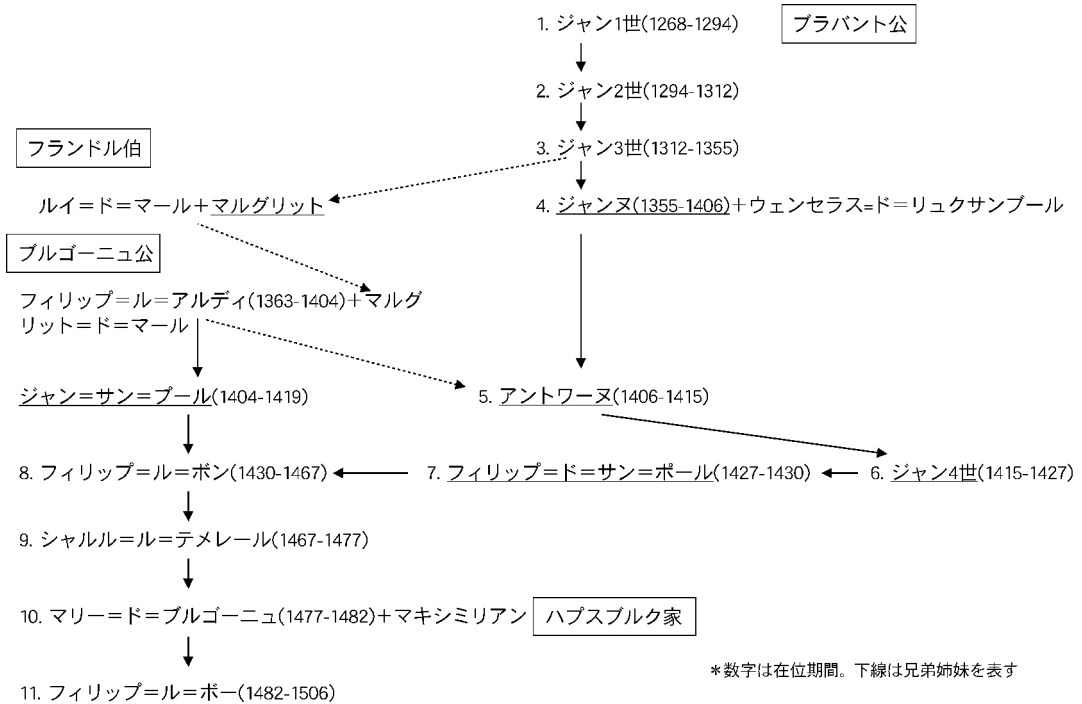 1. ジャン1世(1268-1294)
ブラバント公
2. ジャン2世(1294-1312)
フランドル伯
3. ジャン3世(1312-1355)
ルイ=ド=マール+マルグリット
4. ジャンヌ(1355-1406)+ウェンセラス=ド=リュクサンブール
ブルゴーニュ公
フィリップ=ル=アルディ(1363-1404)+マルグ
リット=ド=マール
ジャン=サン=プール(1404-1419)
5. アントワーヌ(1406-1415)
8. フィリップ=ル=ボン(1430-1467)
7. フィリップ=ド=サン=ポール(1427-1430)
6. ジャン4世(1415-1427)
9. シャルル=ル=テメレール(1467-1477)
10. マリー=ド=ブルゴーニュ(1477-1482)+マキシミリアン
ハプスブルク家
*数字は在位期間。下線は兄弟姉妹を表す
11. フィリップ=ル=ボー(1482-1506)